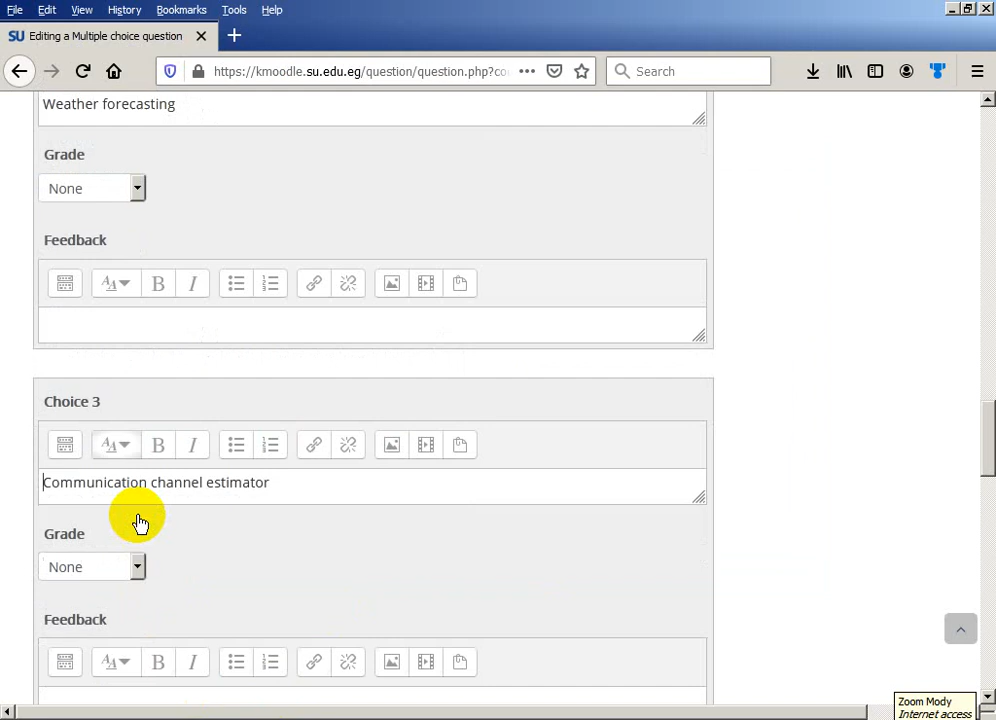 File Edit View History Bookmarks Tools Help
SU Editing a Multiple choice question
https://kmoodle.su.edu.eg/question/question.php?co
Search
Weather forecasting
Grade
None
Feedback
B I
Choice 3
B I
Communication channel estimator
Grade
None
Feedback
B I
Zoom Mody
Internet access